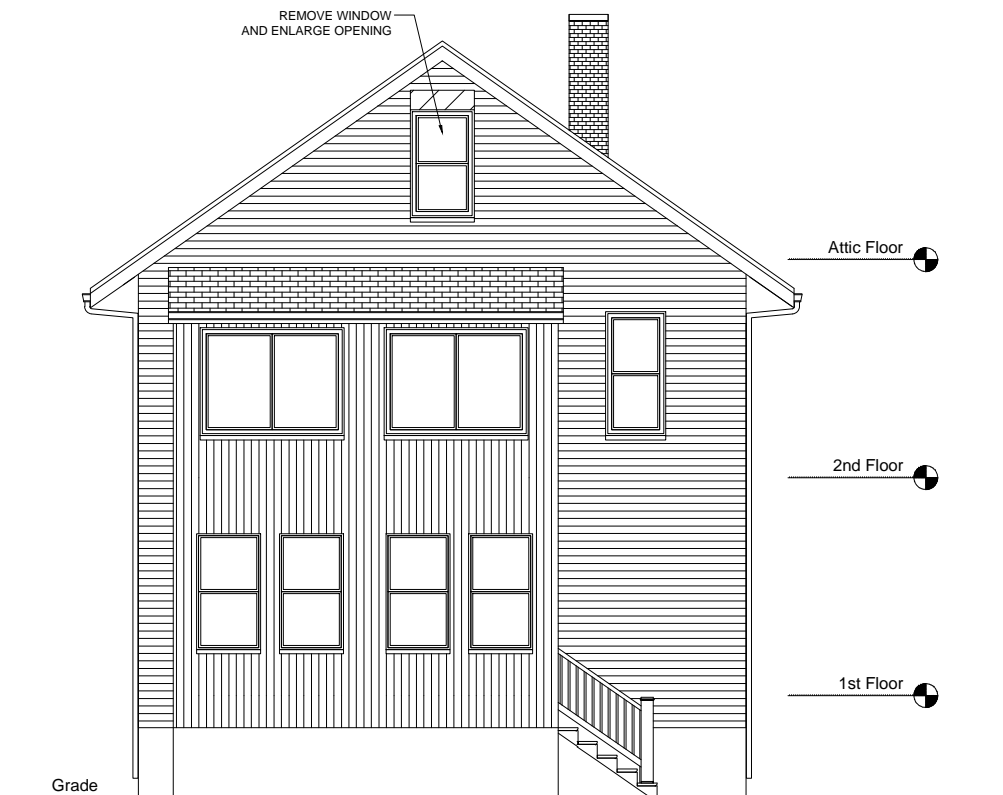 REMOVE WINDOW
AND ENLARGE OPENING
Attic Floor
2nd Floor
1st Floor
Grade